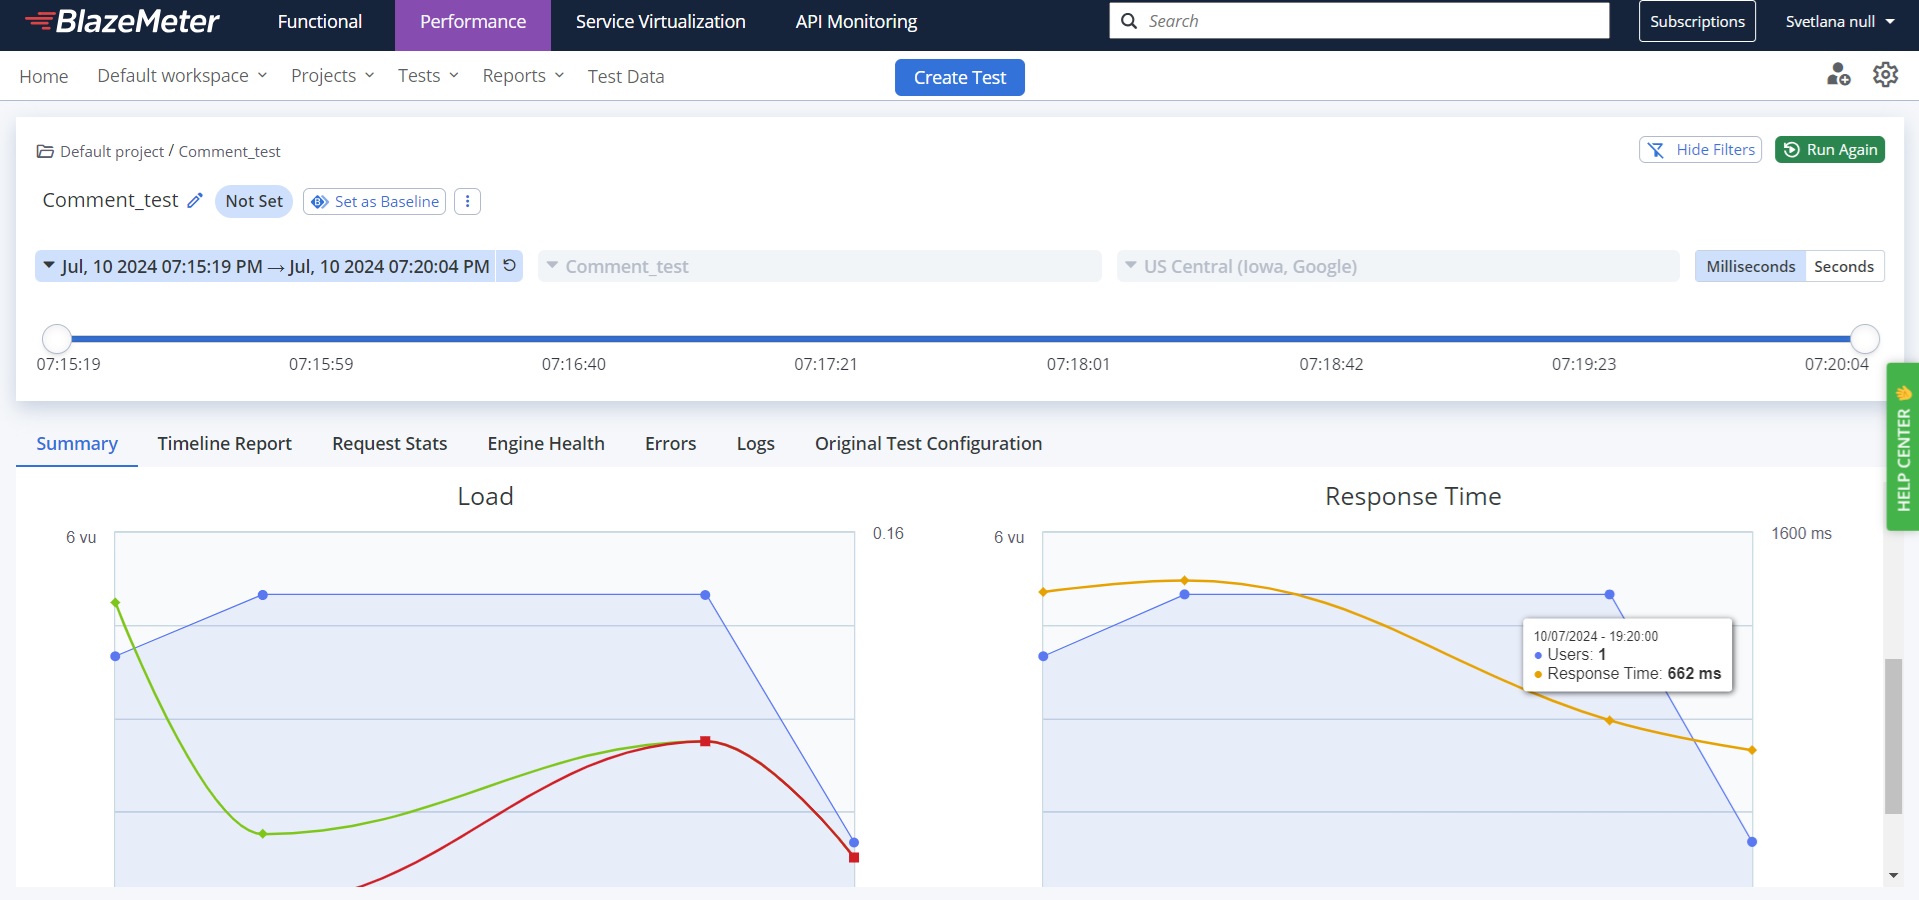 BlazeMeter Functional Performance Service Virtualization API Monitoring Search Subscriptions Svetlana null
Home Default workspace Projects Tests Reports Test Data Create Test
Default project / Comment_test Hide Filters Run Again
Comment_test Not Set Set as Baseline
Jul, 10 2024 07:15:19 PM → Jul, 10 2024 07:20:04 PM Comment_test US Central (Iowa, Google) Milliseconds Seconds
07:15:19 07:15:59 07:16:40 07:17:21 07:18:01 07:18:42 07:19:23 07:20:04
HELP CENTER
Summary Timeline Report Request Stats Engine Health Errors Logs Original Test Configuration
Load Response Time
6 vu 0.16 6 vu 1600 ms
10/07/2024 - 19:20:00
Users: 1
Response Time: 662 ms